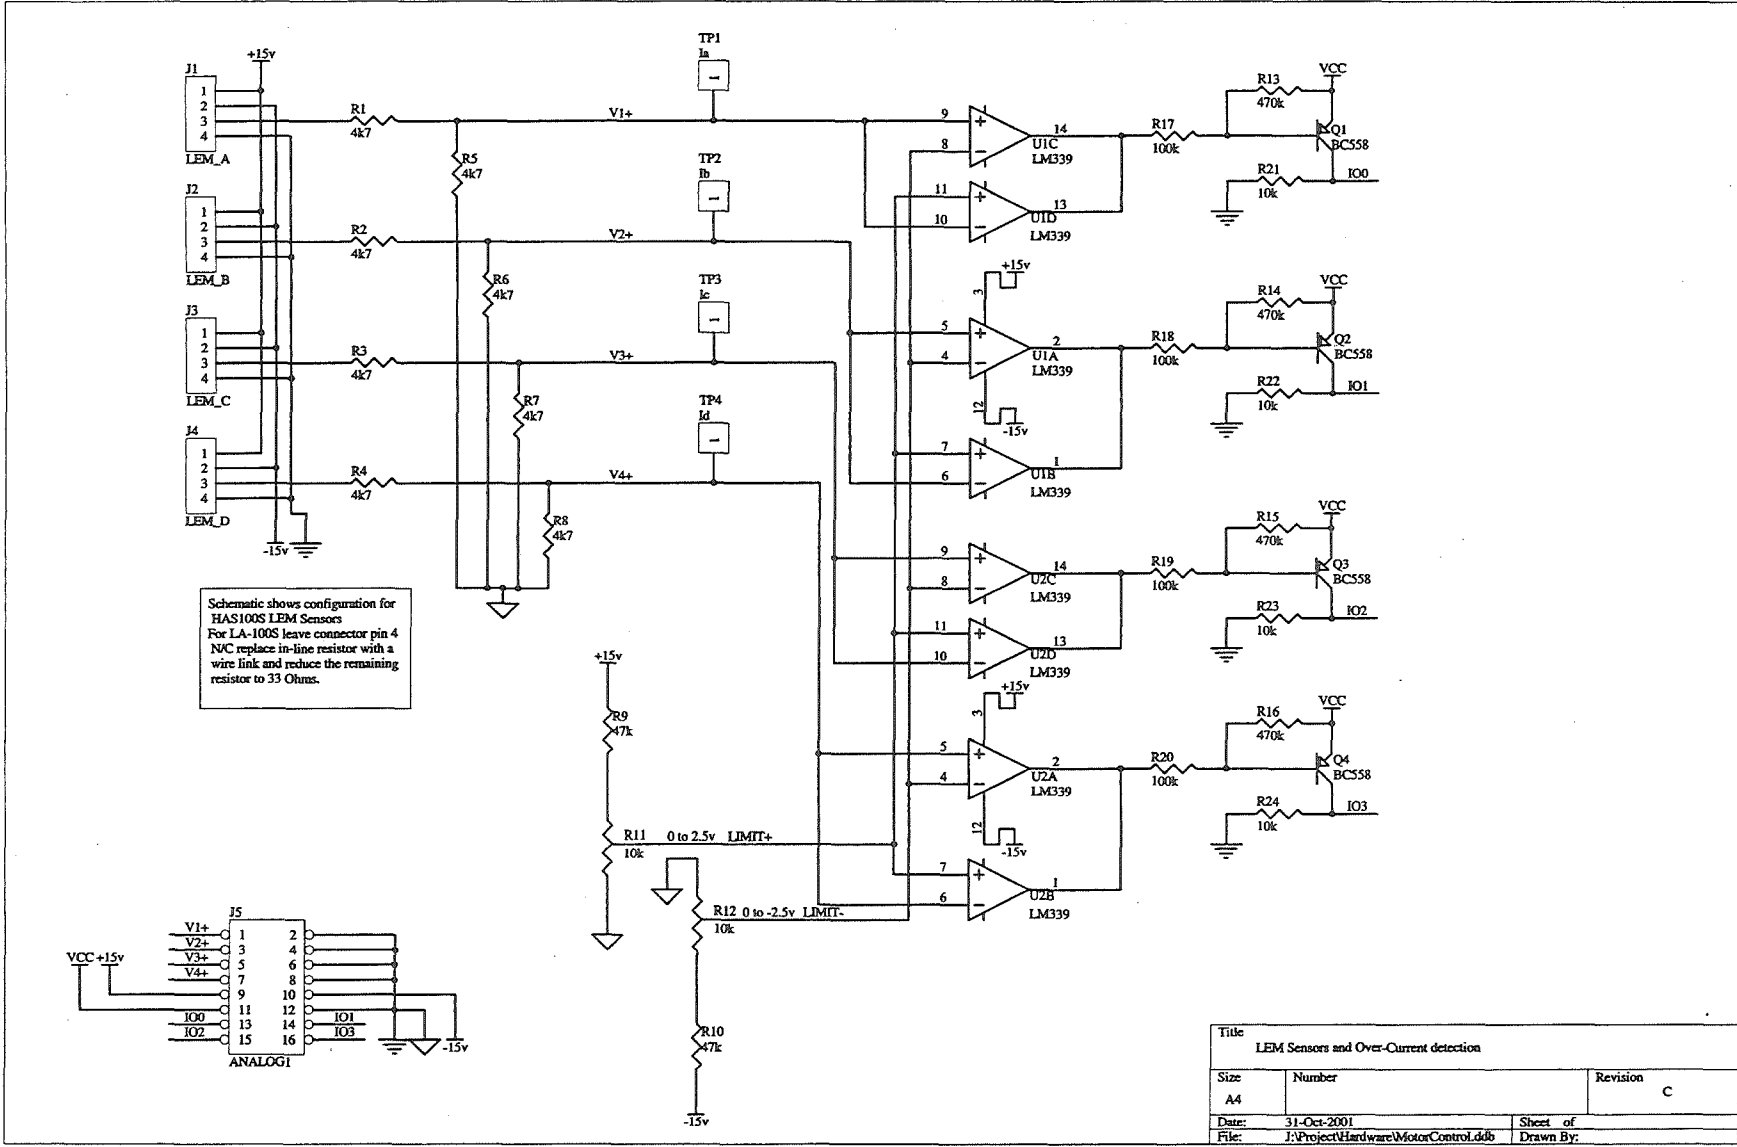 +15v
J1
1
2
3
4
LEM_A
R1
4k7
V1+
TP1
Ia
1
R5
4k7
9
8
14
U1C
LM339
11
10
13
U1D
LM339
R17
100k
R13
470k
VCC
Q1
BC558
R21
10k
IO0
J2
1
2
3
4
LEM_B
R2
4k7
V2+
TP2
Ib
1
R6
4k7
+15v
3
5
4
2
U1A
LM339
12
-15v
7
6
1
U1B
LM339
R18
100k
R14
470k
VCC
Q2
BC558
R22
10k
IO1
J3
1
2
3
4
LEM_C
R3
4k7
V3+
TP3
Ic
1
R7
4k7
9
8
14
U2C
LM339
11
10
13
U2D
LM339
R19
100k
R15
470k
VCC
Q3
BC558
R23
10k
IO2
J4
1
2
3
4
LEM_D
-15v
R4
4k7
V4+
TP4
Id
1
R8
4k7
+15v
3
5
4
2
U2A
LM339
12
-15v
7
6
1
U2B
LM339
R20
100k
R16
470k
VCC
Q4
BC558
R24
10k
IO3
Schematic shows configuration for
HAS100S LEM Sensors
For LA-100S leave connector pin 4
N/C replace in-line resistor with a
wire link and reduce the remaining
resistor to 33 Ohms.
+15v
R9
47k
R11
10k
0 to 2.5v LIMIT+
R12
10k
0 to -2.5v LIMIT-
R10
47k
-15v
J5
V1+ 1 2
V2+ 3 4
V3+ 5 6
V4+ 7 8
VCC +15v
9 10
11 12
IO0 13 14 IO1
IO2 15 16 IO3
-15v
ANALOG1
Title
LEM Sensors and Over-Current detection
Size
A4
Number
Revision
C
Date: 31-Oct-2001 Sheet of
File: J:\Project\Hardware\MotorControl.ddb Drawn By: